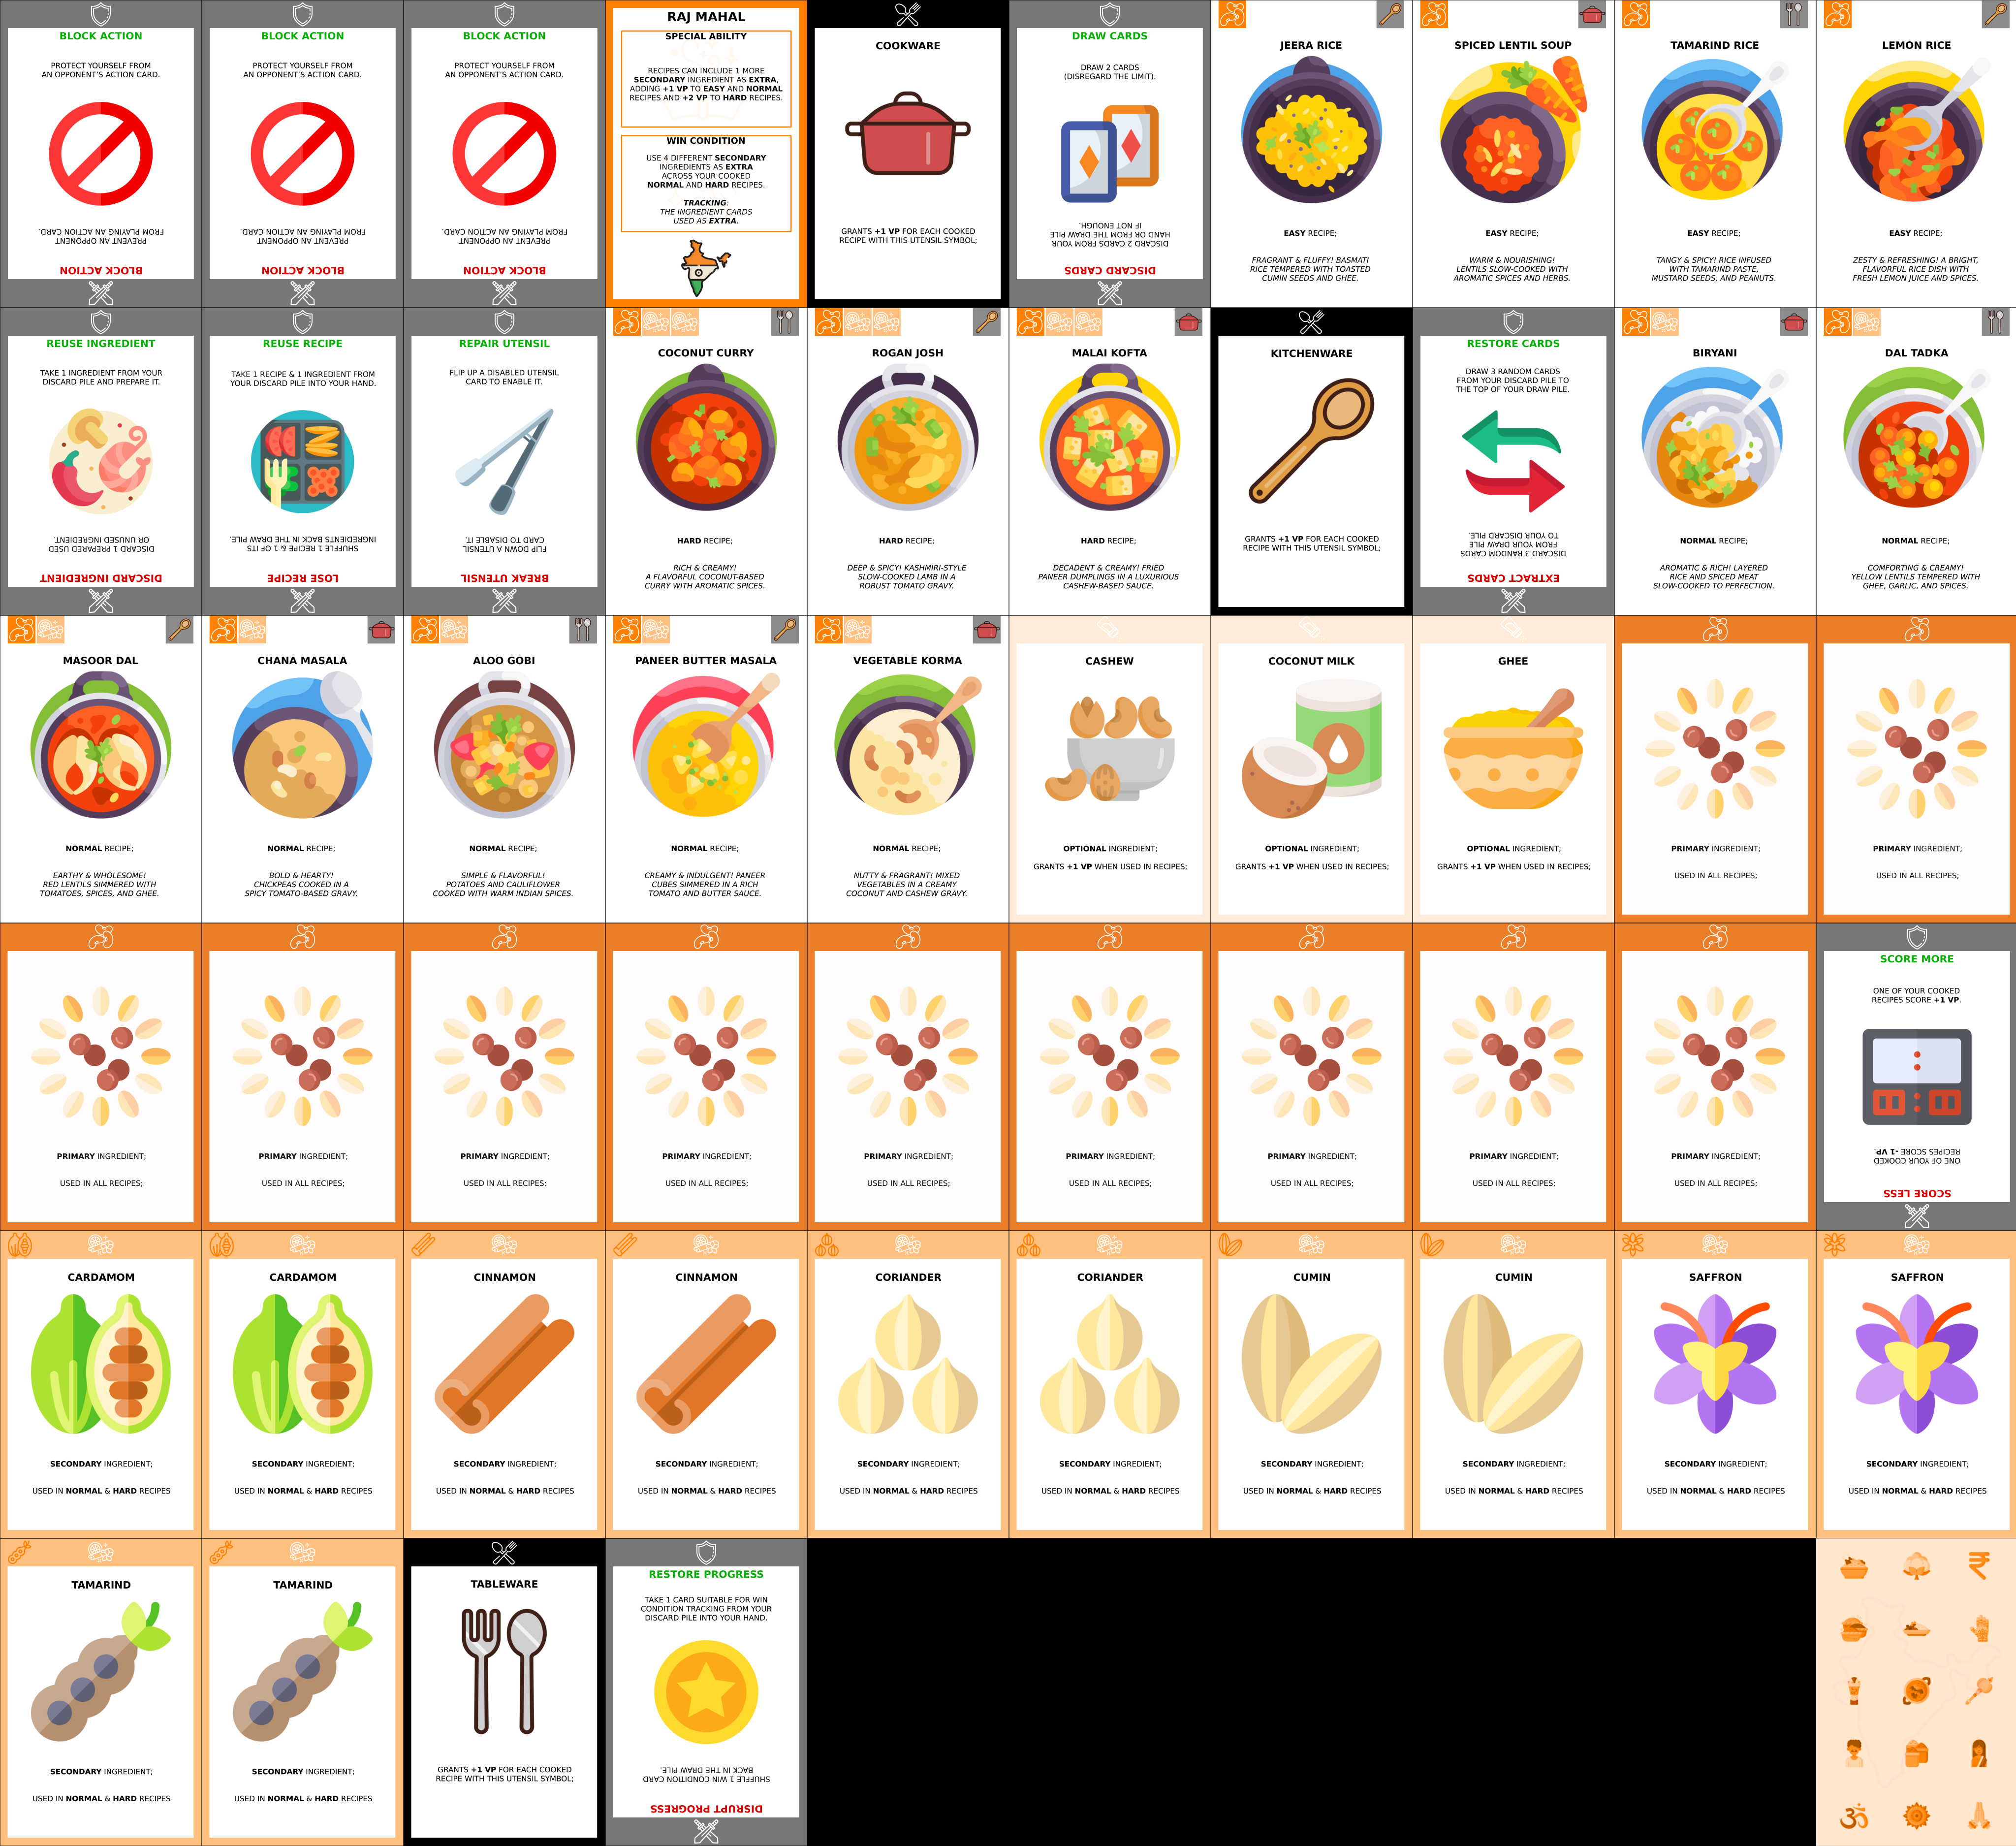 BLOCK ACTION
PROTECT YOURSELF FROM
AN OPPONENT'S ACTION CARD.
PREVENT AN OPPONENT
FROM PLAYING AN ACTION CARD.
BLOCK ACTION
BLOCK ACTION
PROTECT YOURSELF FROM
AN OPPONENT'S ACTION CARD.
PREVENT AN OPPONENT
FROM PLAYING AN ACTION CARD.
BLOCK ACTION
BLOCK ACTION
PROTECT YOURSELF FROM
AN OPPONENT'S ACTION CARD.
PREVENT AN OPPONENT
FROM PLAYING AN ACTION CARD.
BLOCK ACTION
RAJ MAHAL
SPECIAL ABILITY
RECIPES CAN INCLUDE 1 MORE
SECONDARY INGREDIENT AS EXTRA,
ADDING +1 VP TO EASY AND NORMAL
RECIPES AND +2 VP TO HARD RECIPES.
WIN CONDITION
USE 4 DIFFERENT SECONDARY
INGREDIENTS AS EXTRA
ACROSS YOUR COOKED
NORMAL AND HARD RECIPES.
TRACKING:
THE INGREDIENT CARDS
USED AS EXTRA.
COOKWARE
GRANTS +1 VP FOR EACH COOKED
RECIPE WITH THIS UTENSIL SYMBOL;
DRAW CARDS
DRAW 2 CARDS
(DISREGARD THE LIMIT).
DISCARD 2 CARDS FROM YOUR
HAND OR FROM THE DRAW PILE
IF NOT ENOUGH.
DISCARD CARDS
JEERA RICE
EASY RECIPE;
FRAGRANT & FLUFFY! BASMATI
RICE TEMPERED WITH TOASTED
CUMIN SEEDS AND GHEE.
SPICED LENTIL SOUP
EASY RECIPE;
WARM & NOURISHING!
LENTILS SLOW-COOKED WITH
AROMATIC SPICES AND HERBS.
TAMARIND RICE
EASY RECIPE;
TANGY & SPICY! RICE INFUSED
WITH TAMARIND PASTE,
MUSTARD SEEDS, AND PEANUTS.
LEMON RICE
EASY RECIPE;
ZESTY & REFRESHING! A BRIGHT,
FLAVORFUL RICE DISH WITH
FRESH LEMON JUICE AND SPICES.
REUSE INGREDIENT
TAKE 1 INGREDIENT FROM YOUR
DISCARD PILE AND PREPARE IT.
DISCARD 1 PREPARED USED
OR UNUSED INGREDIENT.
DISCARD INGREDIENT
REUSE RECIPE
TAKE 1 RECIPE & 1 INGREDIENT FROM
YOUR DISCARD PILE INTO YOUR HAND.
SHUFFLE 1 RECIPE & 1 OF ITS
INGREDIENTS BACK IN THE DRAW PILE.
LOSE RECIPE
REPAIR UTENSIL
FLIP UP A DISABLED UTENSIL
CARD TO ENABLE IT.
FLIP DOWN A UTENSIL
CARD TO DISABLE IT.
BREAK UTENSIL
COCONUT CURRY
HARD RECIPE;
RICH & CREAMY!
A FLAVORFUL COCONUT-BASED
CURRY WITH AROMATIC SPICES.
ROGAN JOSH
HARD RECIPE;
DEEP & SPICY! KASHMIRI-STYLE
SLOW-COOKED LAMB IN A
ROBUST TOMATO GRAVY.
MALAI KOFTA
HARD RECIPE;
DECADENT & CREAMY! FRIED
PANEER DUMPLINGS IN A LUXURIOUS
CASHEW-BASED SAUCE.
KITCHENWARE
GRANTS +1 VP FOR EACH COOKED
RECIPE WITH THIS UTENSIL SYMBOL;
RESTORE CARDS
DRAW 3 RANDOM CARDS
FROM YOUR DISCARD PILE TO
THE TOP OF YOUR DRAW PILE.
DISCARD 3 RANDOM CARDS
FROM YOUR DRAW PILE
TO YOUR DISCARD PILE.
EXTRACT CARDS
BIRYANI
NORMAL RECIPE;
AROMATIC & RICH! LAYERED
RICE AND SPICED MEAT
SLOW-COOKED TO PERFECTION.
DAL TADKA
NORMAL RECIPE;
COMFORTING & CREAMY!
YELLOW LENTILS TEMPERED WITH
GHEE, GARLIC, AND SPICES.
MASOOR DAL
NORMAL RECIPE;
EARTHY & WHOLESOME!
RED LENTILS SIMMERED WITH
TOMATOES, SPICES, AND GHEE.
CHANA MASALA
NORMAL RECIPE;
BOLD & HEARTY!
CHICKPEAS COOKED IN A
SPICY TOMATO-BASED GRAVY.
ALOO GOBI
NORMAL RECIPE;
SIMPLE & FLAVORFUL!
POTATOES AND CAULIFLOWER
COOKED WITH WARM INDIAN SPICES.
PANEER BUTTER MASALA
NORMAL RECIPE;
CREAMY & INDULGENT! PANEER
CUBES SIMMERED IN A RICH
TOMATO AND BUTTER SAUCE.
VEGETABLE KORMA
NORMAL RECIPE;
NUTTY & FRAGRANT! MIXED
VEGETABLES IN A CREAMY
COCONUT AND CASHEW GRAVY.
CASHEW
OPTIONAL INGREDIENT;
GRANTS +1 VP WHEN USED IN RECIPES;
COCONUT MILK
OPTIONAL INGREDIENT;
GRANTS +1 VP WHEN USED IN RECIPES;
GHEE
OPTIONAL INGREDIENT;
GRANTS +1 VP WHEN USED IN RECIPES;
PRIMARY INGREDIENT;
USED IN ALL RECIPES;
PRIMARY INGREDIENT;
USED IN ALL RECIPES;
PRIMARY INGREDIENT;
USED IN ALL RECIPES;
PRIMARY INGREDIENT;
USED IN ALL RECIPES;
PRIMARY INGREDIENT;
USED IN ALL RECIPES;
PRIMARY INGREDIENT;
USED IN ALL RECIPES;
PRIMARY INGREDIENT;
USED IN ALL RECIPES;
PRIMARY INGREDIENT;
USED IN ALL RECIPES;
PRIMARY INGREDIENT;
USED IN ALL RECIPES;
PRIMARY INGREDIENT;
USED IN ALL RECIPES;
PRIMARY INGREDIENT;
USED IN ALL RECIPES;
SCORE MORE
ONE OF YOUR COOKED
RECIPES SCORE +1 VP.
ONE OF YOUR COOKED
RECIPES SCORE -1 VP.
SCORE LESS
CARDAMOM
SECONDARY INGREDIENT;
USED IN NORMAL & HARD RECIPES
CARDAMOM
SECONDARY INGREDIENT;
USED IN NORMAL & HARD RECIPES
CINNAMON
SECONDARY INGREDIENT;
USED IN NORMAL & HARD RECIPES
CINNAMON
SECONDARY INGREDIENT;
USED IN NORMAL & HARD RECIPES
CORIANDER
SECONDARY INGREDIENT;
USED IN NORMAL & HARD RECIPES
CORIANDER
SECONDARY INGREDIENT;
USED IN NORMAL & HARD RECIPES
CUMIN
SECONDARY INGREDIENT;
USED IN NORMAL & HARD RECIPES
CUMIN
SECONDARY INGREDIENT;
USED IN NORMAL & HARD RECIPES
SAFFRON
SECONDARY INGREDIENT;
USED IN NORMAL & HARD RECIPES
SAFFRON
SECONDARY INGREDIENT;
USED IN NORMAL & HARD RECIPES
TAMARIND
SECONDARY INGREDIENT;
USED IN NORMAL & HARD RECIPES
TAMARIND
SECONDARY INGREDIENT;
USED IN NORMAL & HARD RECIPES
TABLEWARE
GRANTS +1 VP FOR EACH COOKED
RECIPE WITH THIS UTENSIL SYMBOL;
RESTORE PROGRESS
TAKE 1 CARD SUITABLE FOR WIN
CONDITION TRACKING FROM YOUR
DISCARD PILE INTO YOUR HAND.
SHUFFLE 1 WIN CONDITION CARD
BACK IN THE DRAW PILE.
DISRUPT PROGRESS
₹
ॐ